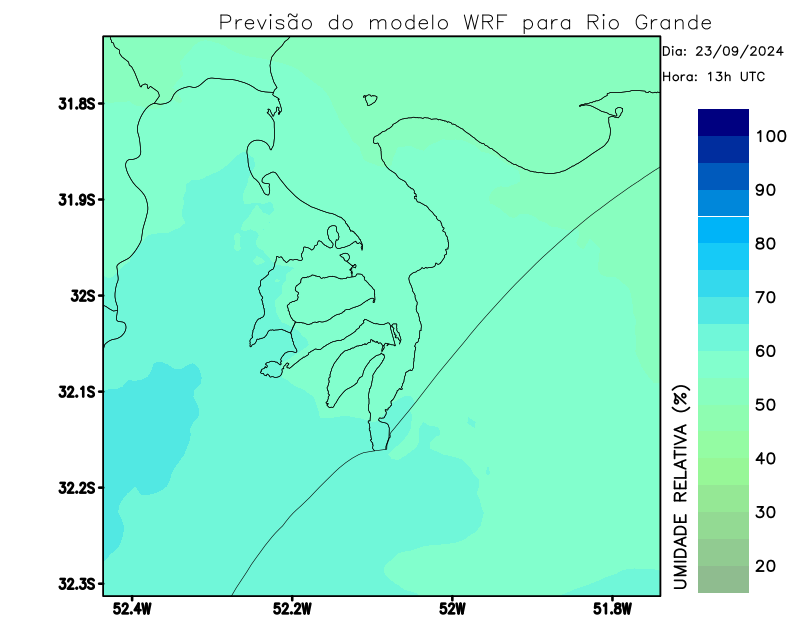 Previsão do modelo WRF para Rio Grande
Dia: 23/09/2024
Hora: 13h UTC
31.8S
31.9S
32S
32.1S
32.2S
32.3S
52.4W
52.2W
52W
51.8W
100
90
80
70
60
50
40
30
20
UMIDADE RELATIVA (%)